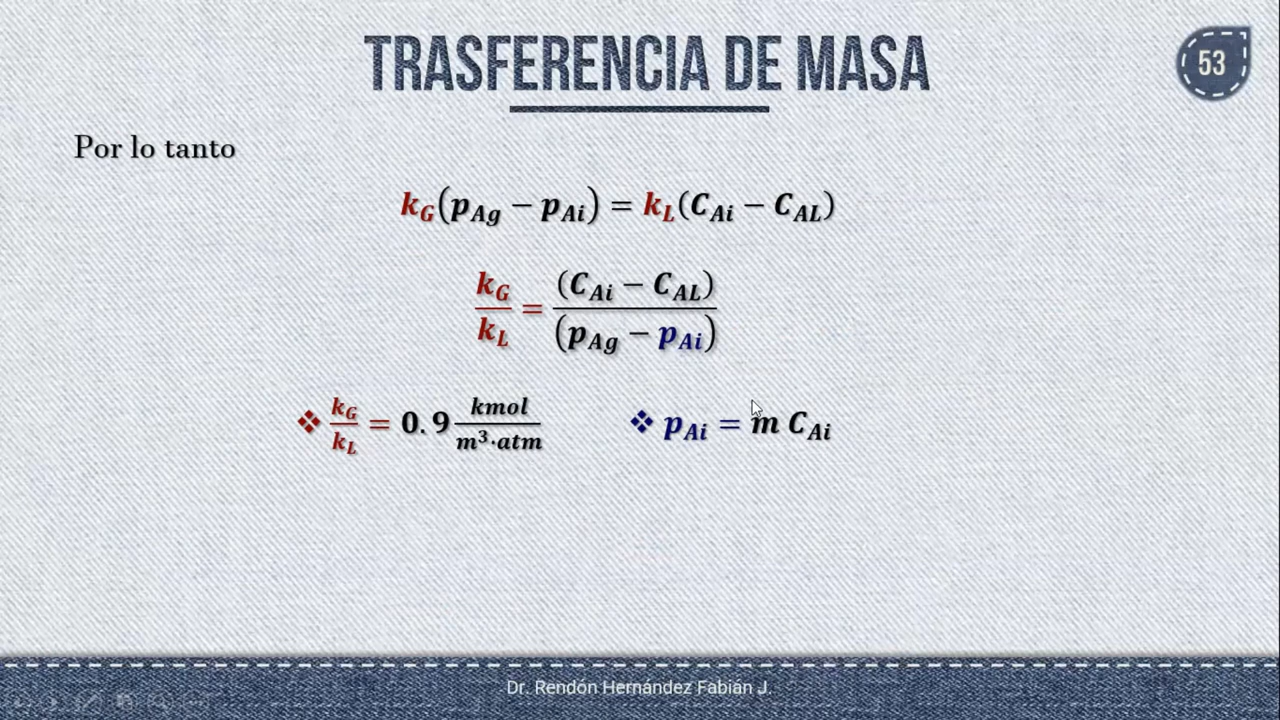 TRASFERENCIA DE MASA
53
Por lo tanto
k_G(p_Ag − p_Ai) = k_L(C_Ai − C_AL)
k_G/k_L = (C_Ai − C_AL)/(p_Ag − p_Ai)
❖ k_G/k_L = 0.9 kmol/m³·atm ❖ p_Ai = m C_Ai
Dr. Rendón Hernández Fabián J.